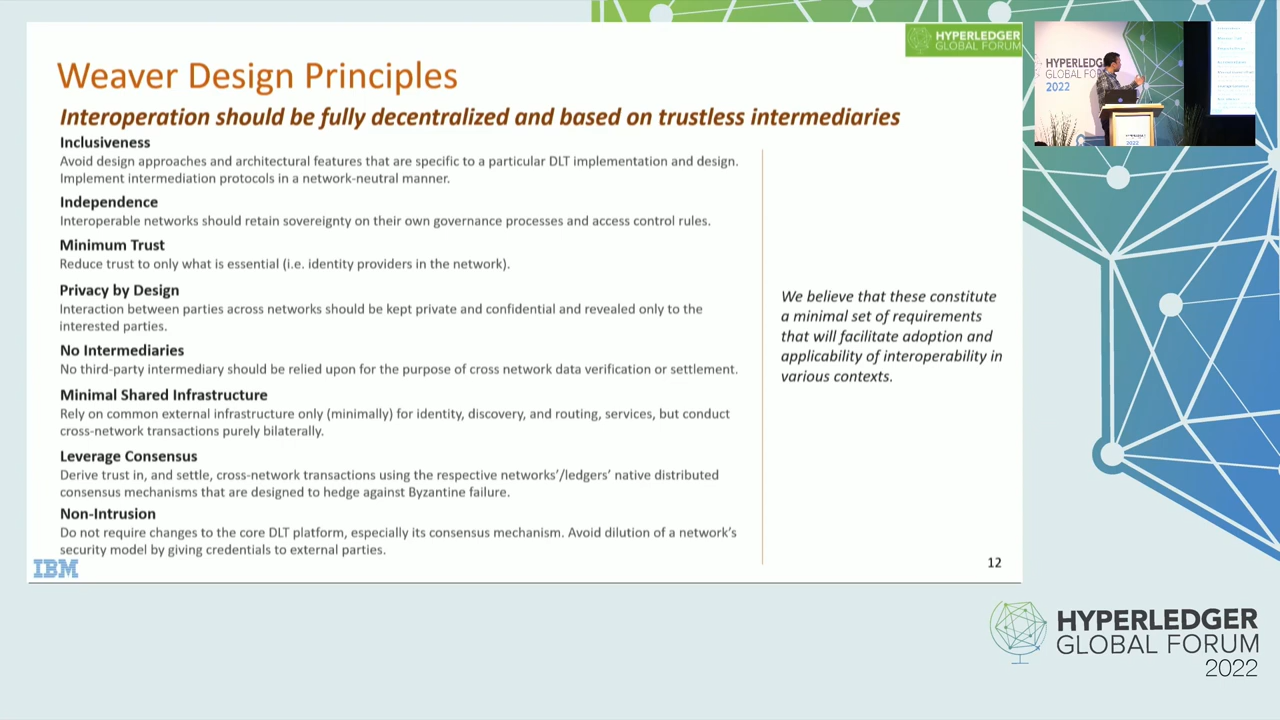 HYPERLEDGER
GLOBAL FORUM
Weaver Design Principles
Interoperation should be fully decentralized and based on trustless intermediaries
Inclusiveness
Avoid design approaches and architectural features that are specific to a particular DLT implementation and design.
Implement intermediation protocols in a network-neutral manner.
Independence
Interoperable networks should retain sovereignty on their own governance processes and access control rules.
Minimum Trust
Reduce trust to only what is essential (i.e. identity providers in the network).
Privacy by Design
Interaction between parties across networks should be kept private and confidential and revealed only to the
interested parties.
No Intermediaries
No third-party intermediary should be relied upon for the purpose of cross network data verification or settlement.
Minimal Shared Infrastructure
Rely on common external infrastructure only (minimally) for identity, discovery, and routing, services, but conduct
cross-network transactions purely bilaterally.
Leverage Consensus
Derive trust in, and settle, cross-network transactions using the respective networks’/ledgers’ native distributed
consensus mechanisms that are designed to hedge against Byzantine failure.
Non-Intrusion
Do not require changes to the core DLT platform, especially its consensus mechanism. Avoid dilution of a network’s
security model by giving credentials to external parties.
We believe that these constitute
a minimal set of requirements
that will facilitate adoption and
applicability of interoperability in
various contexts.
IBM
12
HYPERLEDG
GLOBAL FOR
2022
HYPERLEDGER
GLOBAL FORUM
2022